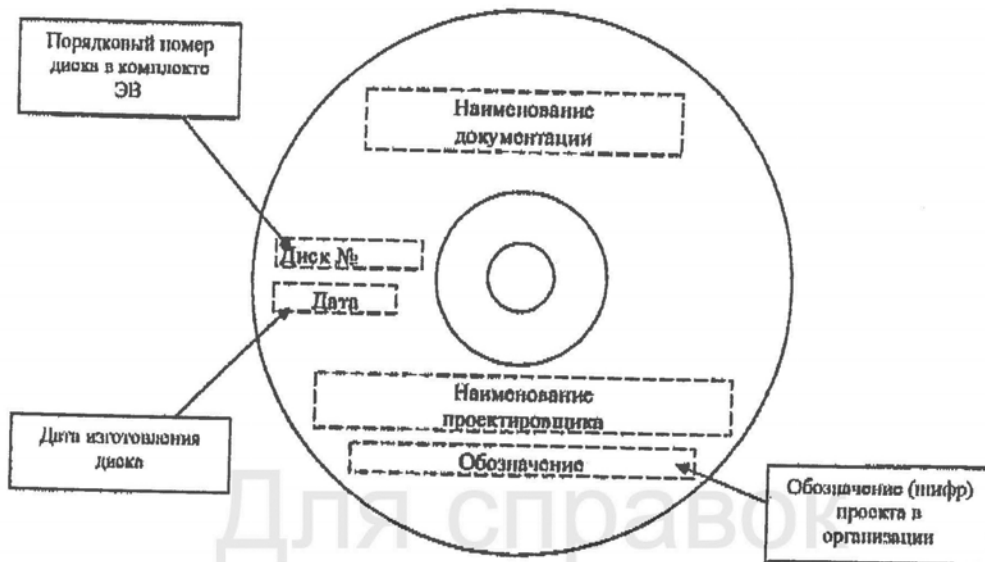 Порядковый номер
диска в комплекте
ЭВ
Наименование
документации
Диск №
Дата
Наименование
проектировщика
Обозначение
Дата изготовления
диска
Обозначение (шифр)
проекта в
организации
Для справок